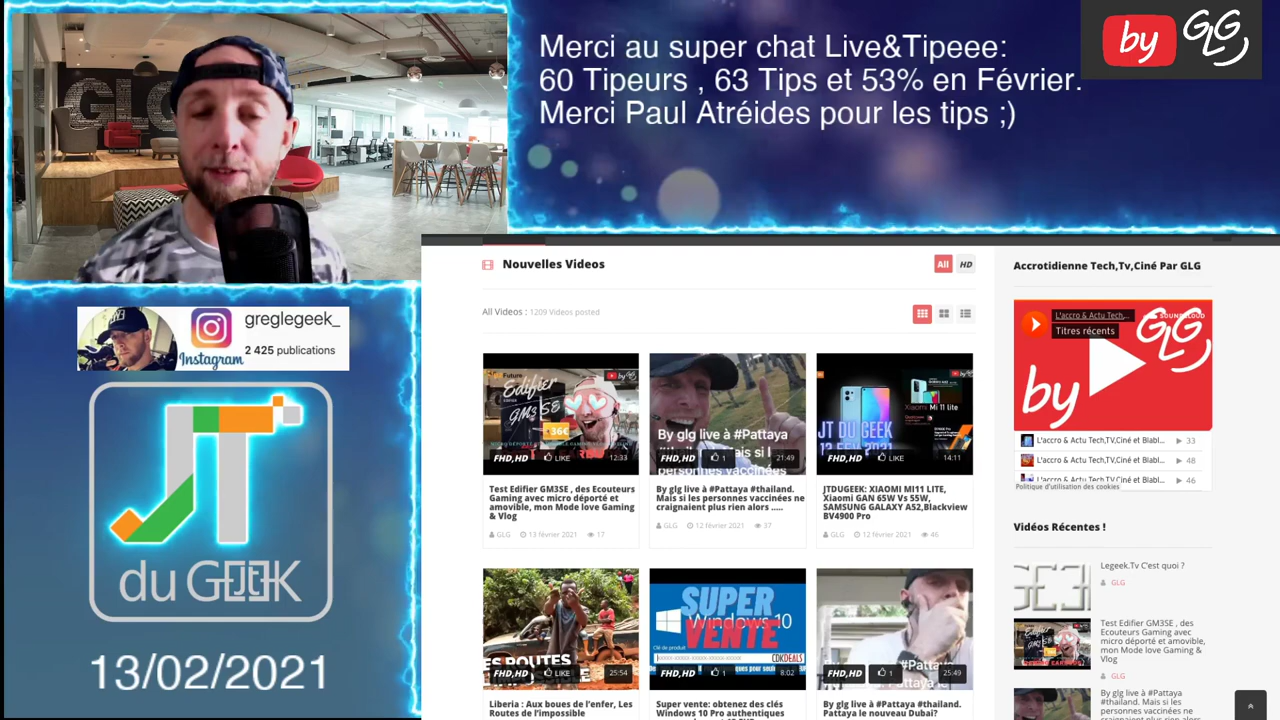 GLG
Merci au super chat Live&Tipeee:
60 Tipeurs , 63 Tips et 53% en Février.
Merci Paul Atréides pour les tips ;)
by GLG
greglegeek_
2 425 publications
Instagram
JT
du GEEK
13/02/2021
Nouvelles Videos
All HD
All Videos : 1209 Videos posted
Future
Edifier
GM3SE
36€
FHD,HD LIKE 12:33
Test Edifier GM3SE , des
Ecouteurs Gaming avec
micro déporté et
amovible, mon Mode love Gaming
& Vlog
GLG 13 février 2021 17
By glg live à #Pattaya
personnes vaccinées
FHD,HD 1 21:49
By glg live à #Pattaya #thailand.
Mais si les personnes vaccinées ne
craignaient plus rien alors .....
GLG 12 février 2021 37
Xiaomi Mi 11 lite
JT DU GEEK
FHD,HD LIKE 14:11
JTDUGEEK: XIAOMI MI11 LITE,
Xiaomi GAN 65W Vs 55W,
SAMSUNG GALAXY A52,Blackview
BV4900 Pro
GLG 12 février 2021 46
FHD,HD LIKE 25:54
Liberia : Aux boues de l'enfer, Les
Routes de l'impossible
SUPER
Windows 10
VENTE
Clé de produit
CDKDEALS
FHD,HD 1 8:02
Super vente: obtenez des clés
Windows 10 Pro authentiques
FHD,HD 1 25:49
By glg live à #Pattaya #thailand.
Pattaya le nouveau Dubai?
Accrotidienne Tech,Tv,Ciné Par GLG
L'accro & Actu Tech,...
SOUNDCLOUD
Titres récents
by GLG
L'accro & Actu Tech,TV,Ciné et Blabl... 33
L'accro & Actu Tech,TV,Ciné et Blabl... 48
L'accro & Actu Tech,TV,Ciné et Blabl... 46
Politique d'utilisation des cookies
Vidéos Récentes !
Legeek.Tv C'est quoi ?
GLG
Test Edifier GM3SE , des
Ecouteurs Gaming avec
micro déporté et amovible,
mon Mode love Gaming &
Vlog
GLG
By glg live à #Pattaya
#thailand. Mais si les
personnes vaccinées ne